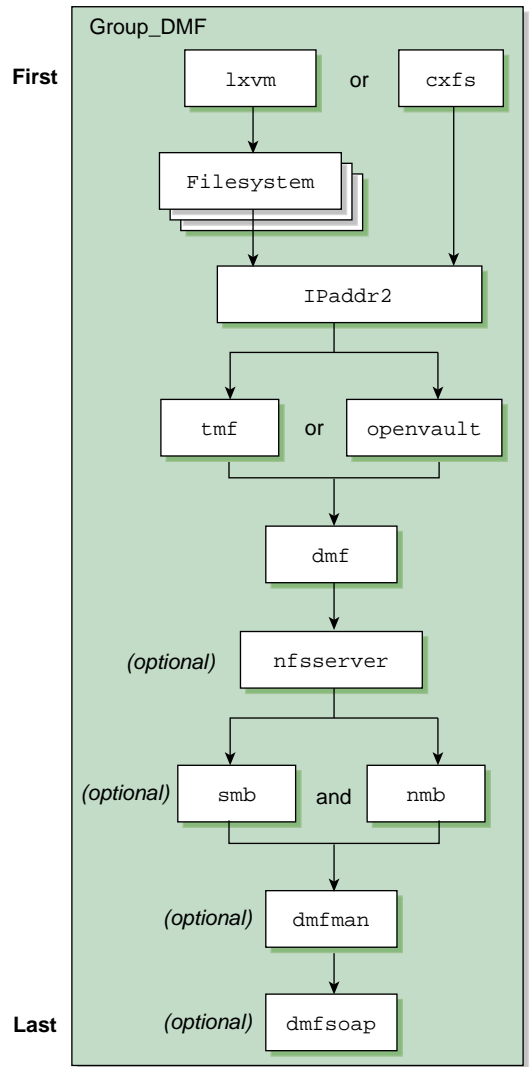 Group_DMF
First
lxvm or cxfs
Filesystem
IPaddr2
tmf or openvault
dmf
(optional) nfsserver
(optional) smb and nmb
(optional) dmfman
Last (optional) dmfsoap